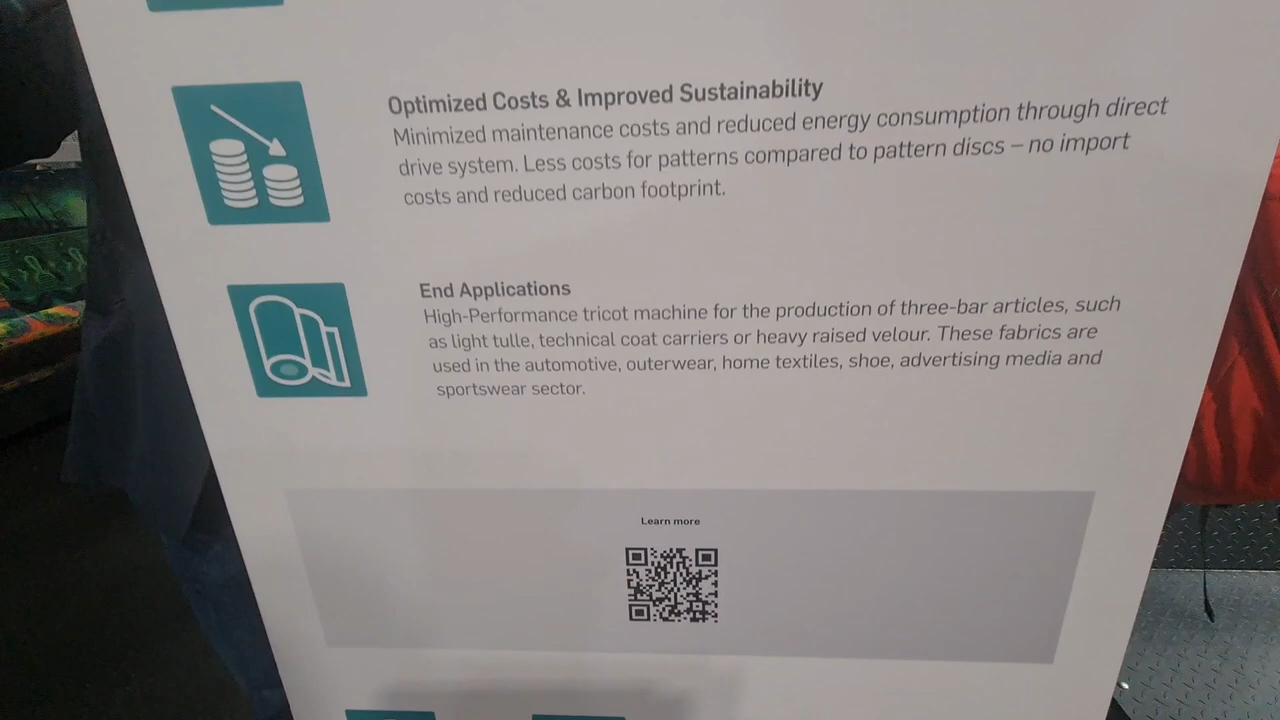 Optimized Costs & Improved Sustainability
Minimized maintenance costs and reduced energy consumption through direct
drive system. Less costs for patterns compared to pattern discs – no import
costs and reduced carbon footprint.
End Applications
High-Performance tricot machine for the production of three-bar articles, such
as light tulle, technical coat carriers or heavy raised velour. These fabrics are
used in the automotive, outerwear, home textiles, shoe, advertising media and
sportswear sector.
Learn more